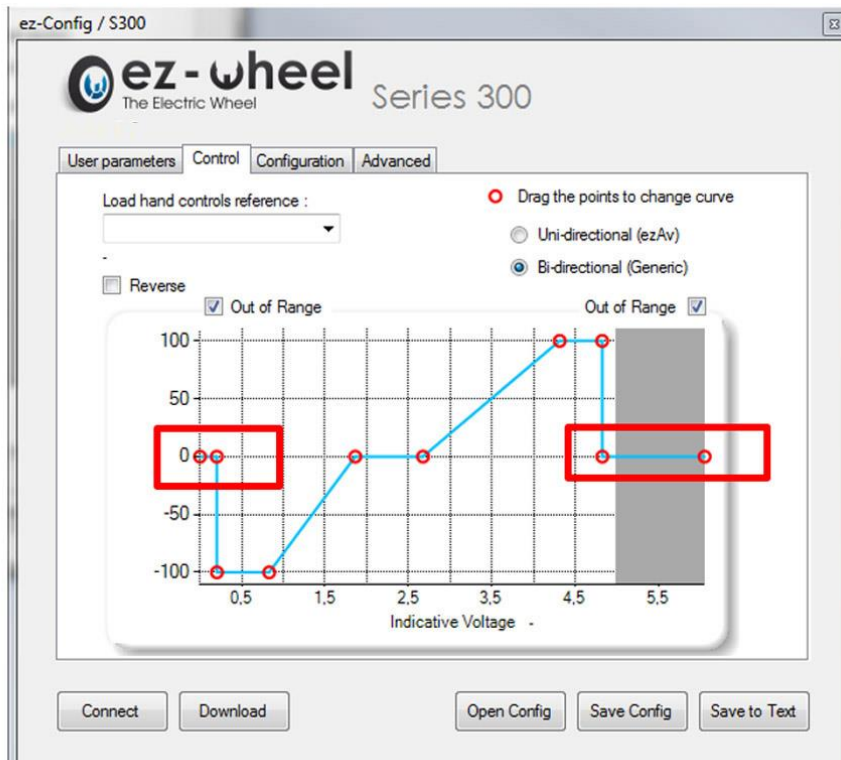 ez-Config / S300
ez-wheel
The Electric Wheel
Series 300
User parameters
Control
Configuration
Advanced
Load hand controls reference :
Drag the points to change curve
Uni-directional (ezAv)
-
Bi-directional (Generic)
Reverse
Out of Range
Out of Range
100
50
0
-50
-100
0,5 1,5 2,5 3,5 4,5 5,5
Indicative Voltage -
Connect
Download
Open Config
Save Config
Save to Text